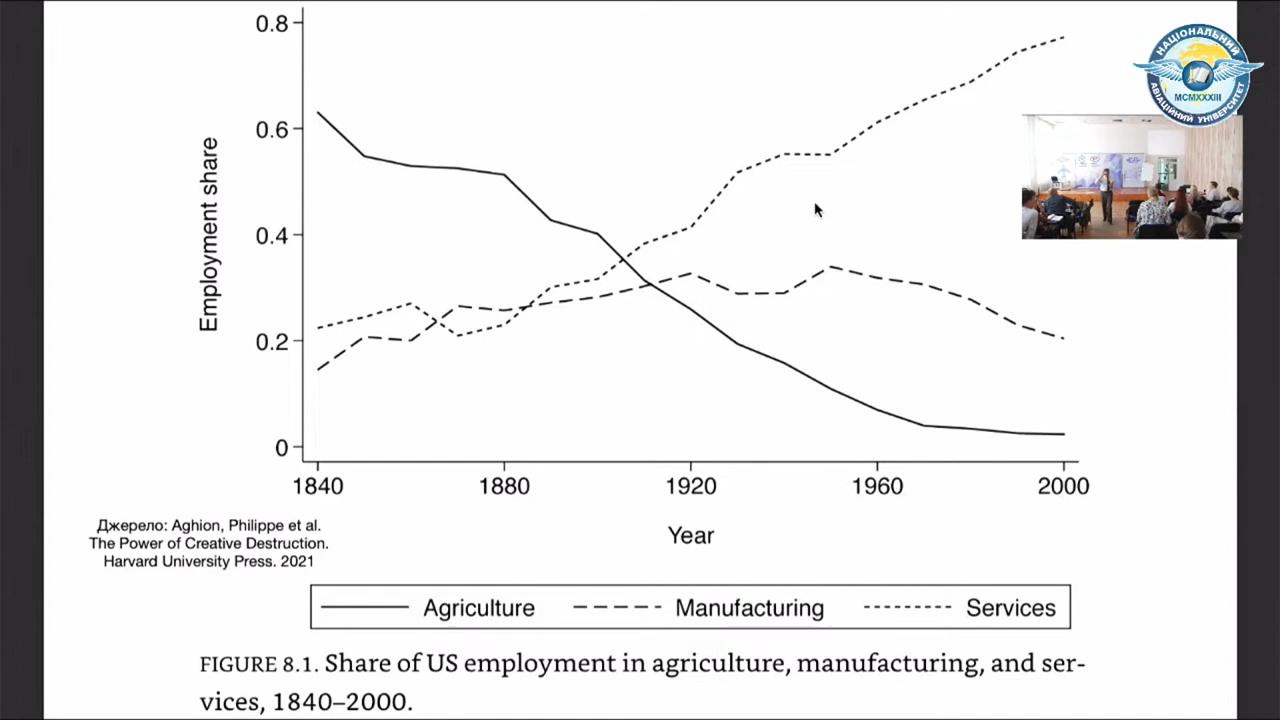 0.8
0.6
0.4
0.2
0
Employment share
1840
1880
1920
1960
2000
Year
Джерело: Aghion, Philippe et al.
The Power of Creative Destruction.
Harvard University Press. 2021
Agriculture
Manufacturing
Services
FIGURE 8.1. Share of US employment in agriculture, manufacturing, and ser-
vices, 1840–2000.
НАЦІОНАЛЬНИЙ
MCMXXXIII
АВІАЦІЙНИЙ УНІВЕРСИТЕТ